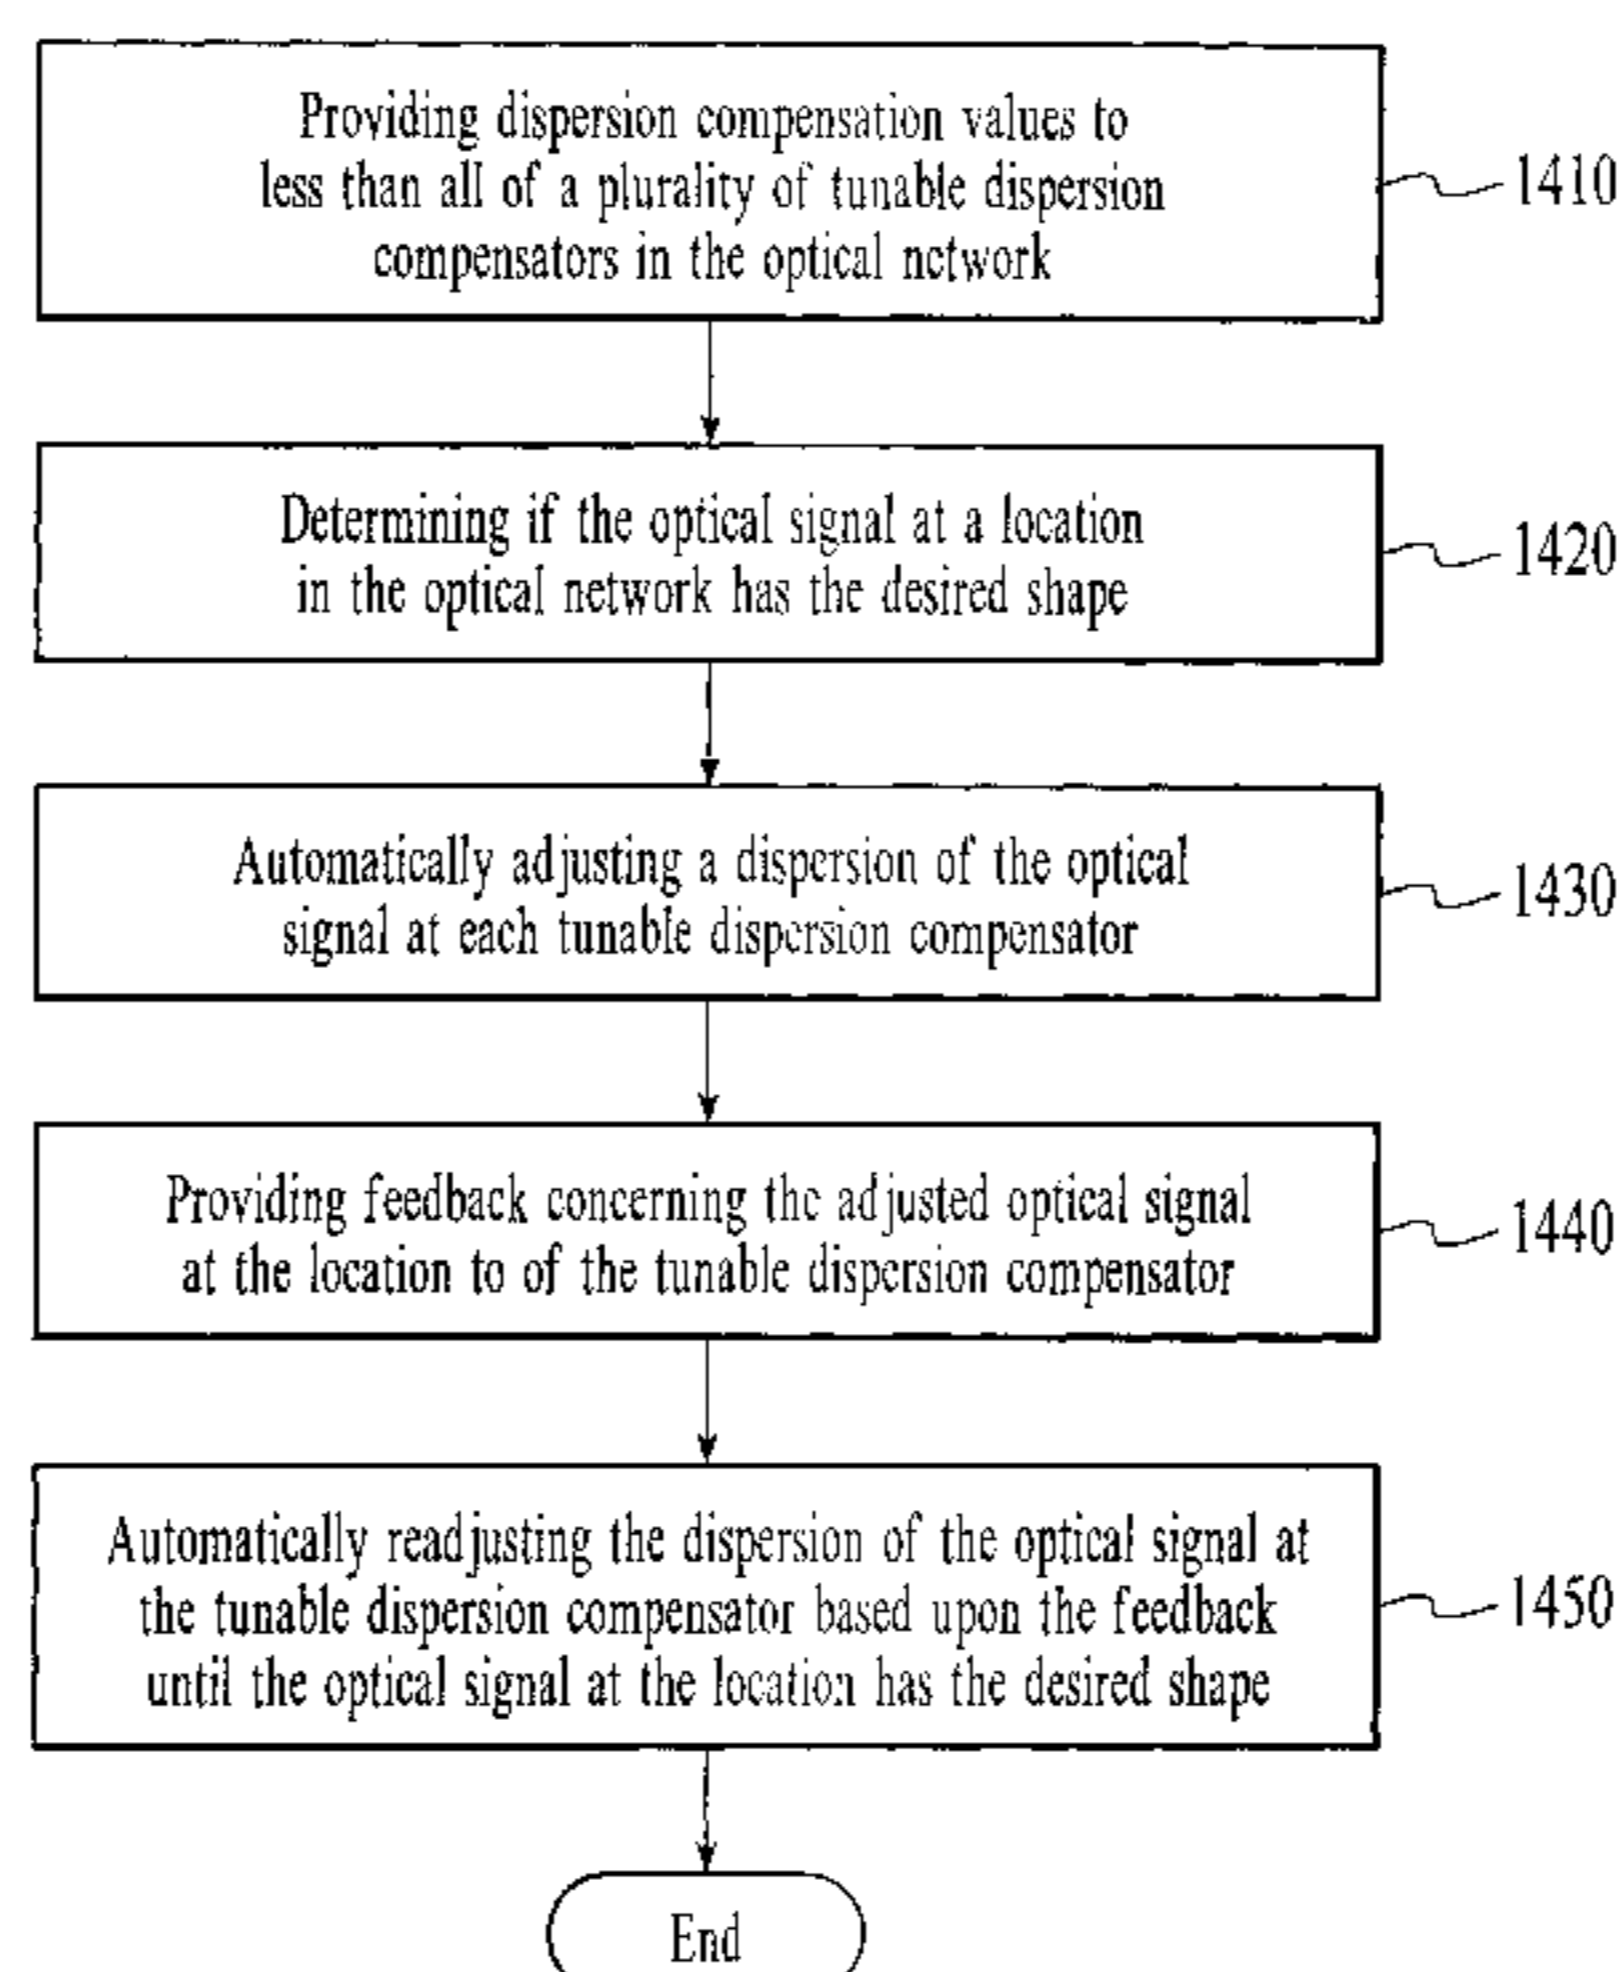 Providing dispersion compensation values to
less than all of a plurality of tunable dispersion
compensators in the optical network
1410
Determining if the optical signal at a location
in the optical network has the desired shape
1420
Automatically adjusting a dispersion of the optical
signal at each tunable dispersion compensator
1430
Providing feedback concerning the adjusted optical signal
at the location to of the tunable dispersion compensator
1440
Automatically readjusting the dispersion of the optical signal at
the tunable dispersion compensator based upon the feedback
until the optical signal at the location has the desired shape
1450
End